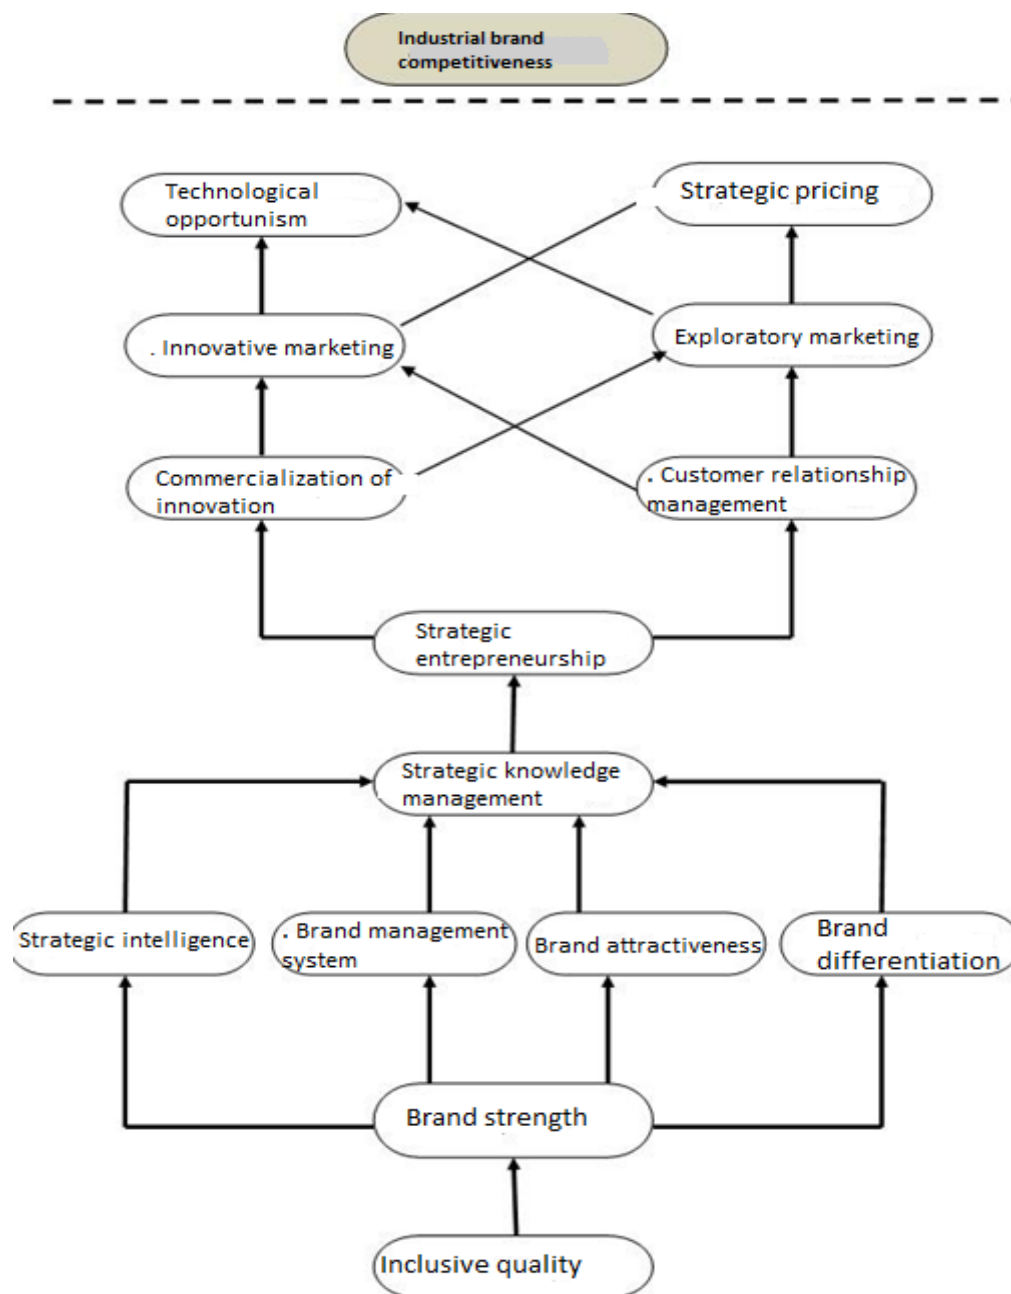 Industrial brand
competitiveness
Technological
opportunism
Strategic pricing
. Innovative marketing
Exploratory marketing
Commercialization of
innovation
. Customer relationship
management
Strategic
entrepreneurship
Strategic knowledge
management
Strategic intelligence
. Brand management
system
Brand attractiveness
Brand
differentiation
Brand strength
Inclusive quality